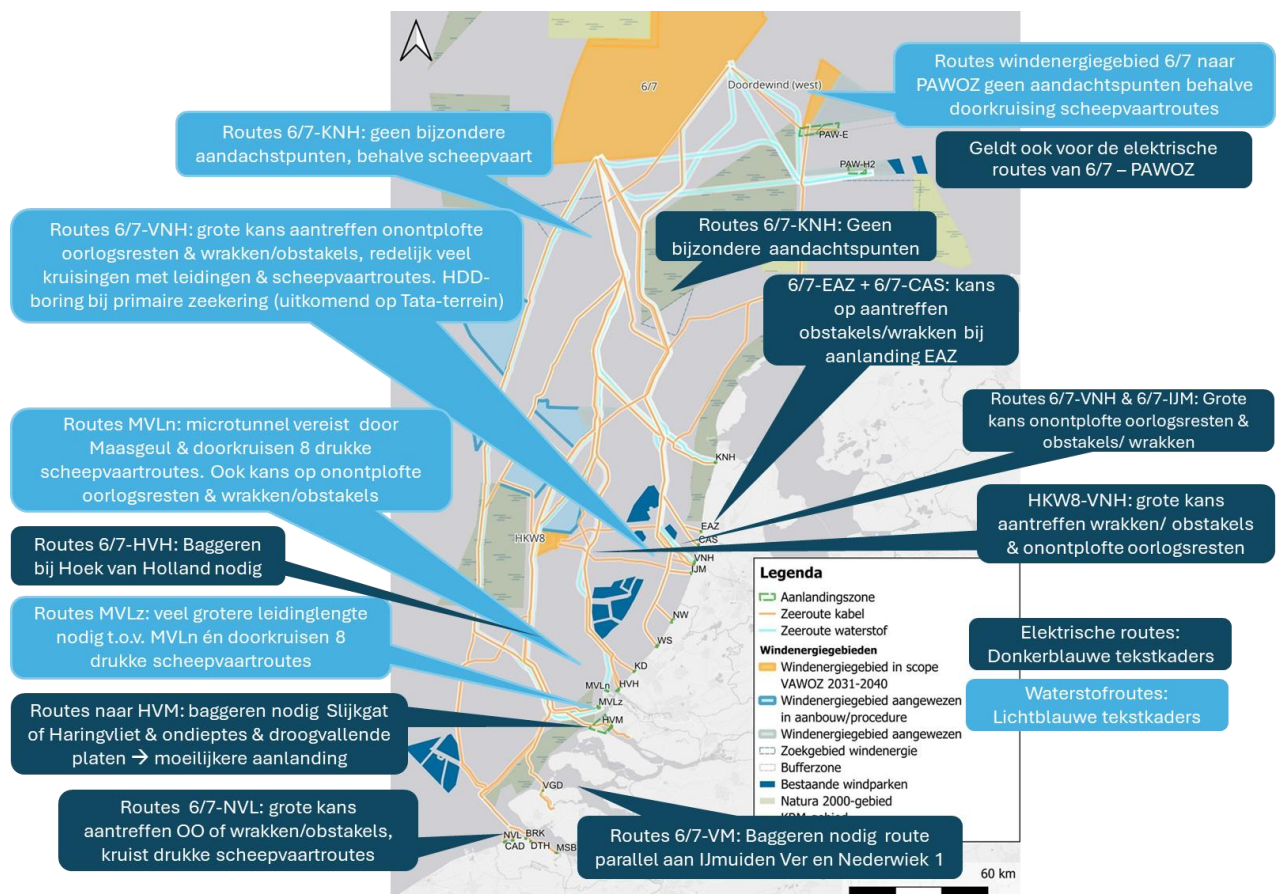 6/7
Doordewind (west)
PAW-E
PAW-H2
Routes windenergiegebied 6/7 naar
PAWOZ geen aandachtspunten behalve
doorkruising scheepvaartroutes
Geldt ook voor de elektrische
routes van 6/7 – PAWOZ
Routes 6/7-KNH: geen bijzondere
aandachstpunten, behalve scheepvaart
Routes 6/7-KNH: Geen
bijzondere aandachtspunten
Routes 6/7-VNH: grote kans aantreffen onontplofte
oorlogsresten & wrakken/obstakels, redelijk veel
kruisingen met leidingen & scheepvaartroutes. HDD-
boring bij primaire zeekering (uitkomend op Tata-terrein)
6/7-EAZ + 6/7-CAS: kans
op aantreffen
obstakels/wrakken bij
aanlanding EAZ
Routes 6/7-VNH & 6/7-IJM: Grote
kans onontplofte oorlogsresten &
obstakels/ wrakken
Routes MVLn: microtunnel vereist door
Maasgeul & doorkruisen 8 drukke
scheepvaartroutes. Ook kans op onontplofte
oorlogsresten & wrakken/obstakels
HKW8-VNH: grote kans
aantreffen wrakken/ obstakels
& onontplofte oorlogsresten
Routes 6/7-HVH: Baggeren
bij Hoek van Holland nodig
Routes MVLz: veel grotere leidinglengte
nodig t.o.v. MVLn én doorkruisen 8
drukke scheepvaartroutes
Routes naar HVM: baggeren nodig Slijkgat
of Haringvliet & ondieptes & droogvallende
platen → moeilijkere aanlanding
Routes 6/7-NVL: grote kans
aantreffen OO of wrakken/obstakels,
kruist drukke scheepvaartroutes
Routes 6/7-VM: Baggeren nodig route
parallel aan IJmuiden Ver en Nederwiek 1
KNH
EAZ
CAS
HKW8
VNH
IJM
NW
WS
KD
MVLn
HVH
MVLz
HVM
VGD
NVL
BRK
CAD
DTH
MSB
Legenda
Aanlandingszone
Zeeroute kabel
Zeeroute waterstof
Windenergiegebieden
Windenergiegebied in scope
VAWOZ 2031-2040
Windenergiegebied aangewezen
in aanbouw/procedure
Windenergiegebied aangewezen
Zoekgebied windenergie
Bufferzone
Bestaande windparken
Natura 2000-gebied
Elektrische routes:
Donkerblauwe tekstkaders
Waterstofroutes:
Lichtblauwe tekstkaders
60 km